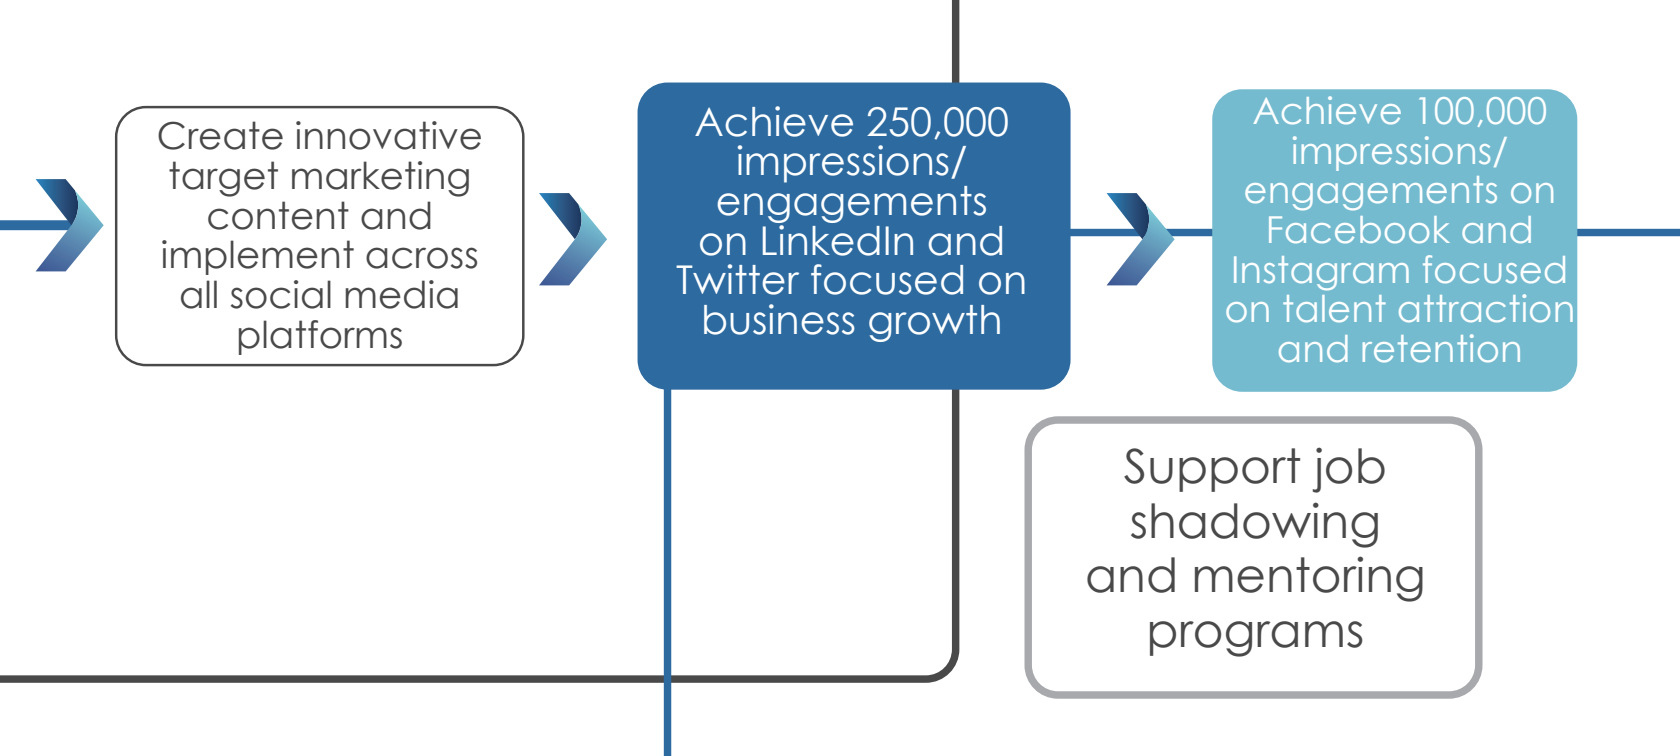 Create innovative
target marketing
content and
implement across
all social media
platforms
Achieve 250,000
impressions/
engagements
on LinkedIn and
Twitter focused on
business growth
Achieve 100,000
impressions/
engagements on
Facebook and
Instagram focused
on talent attraction
and retention
Support job
shadowing
and mentoring
programs